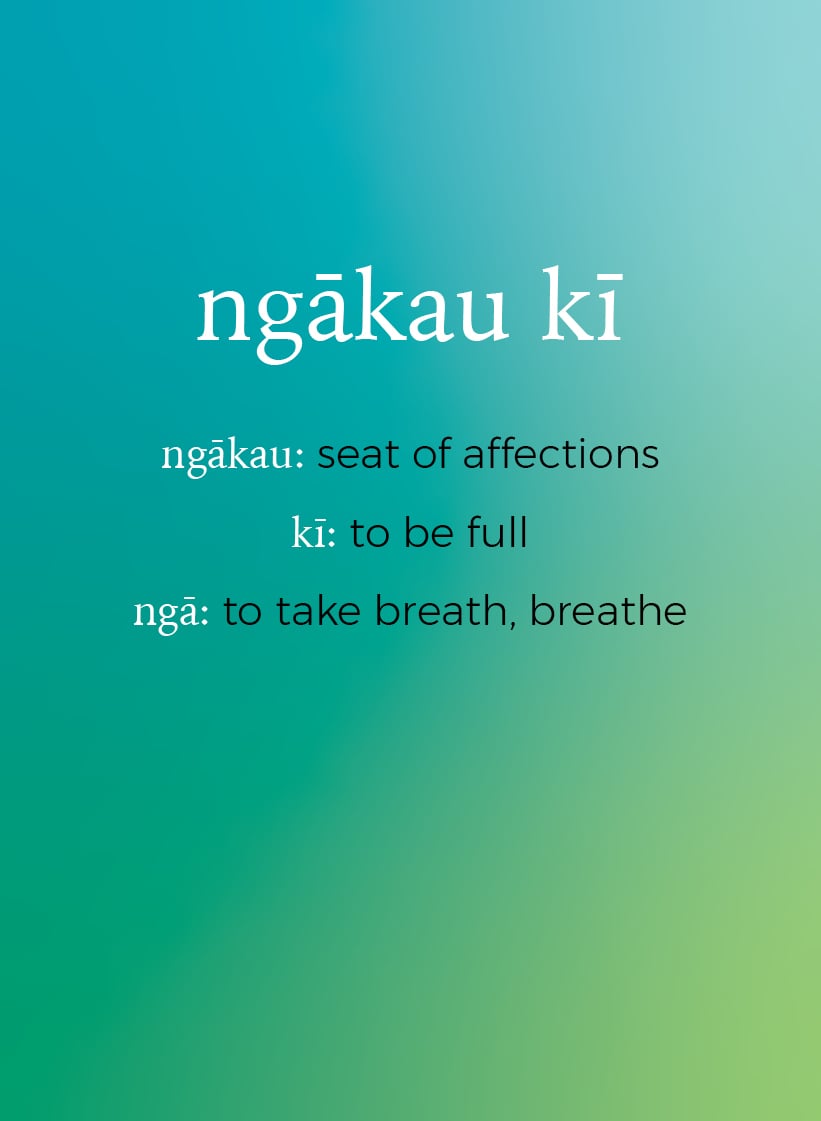 ngākau kī
ngākau: seat of affections
kī: to be full
ngā: to take breath, breathe